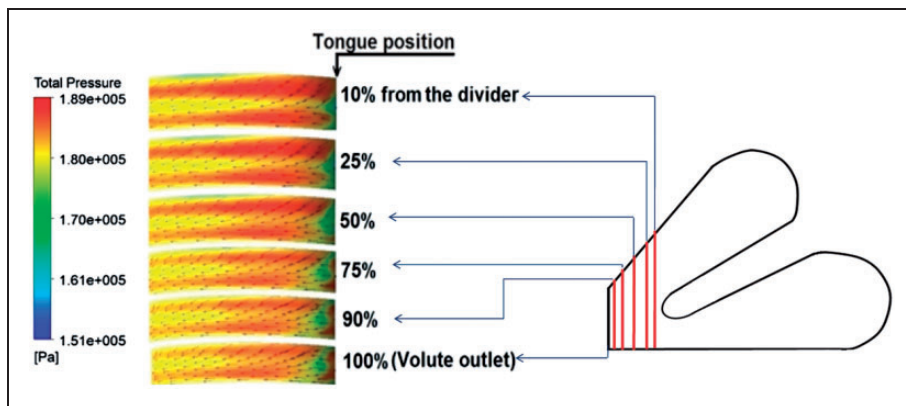 Tongue position
Total Pressure
1.89e+005
1.80e+005
1.70e+005
1.61e+005
1.51e+005
[Pa]
10% from the divider
25%
50%
75%
90%
100% (Volute outlet)